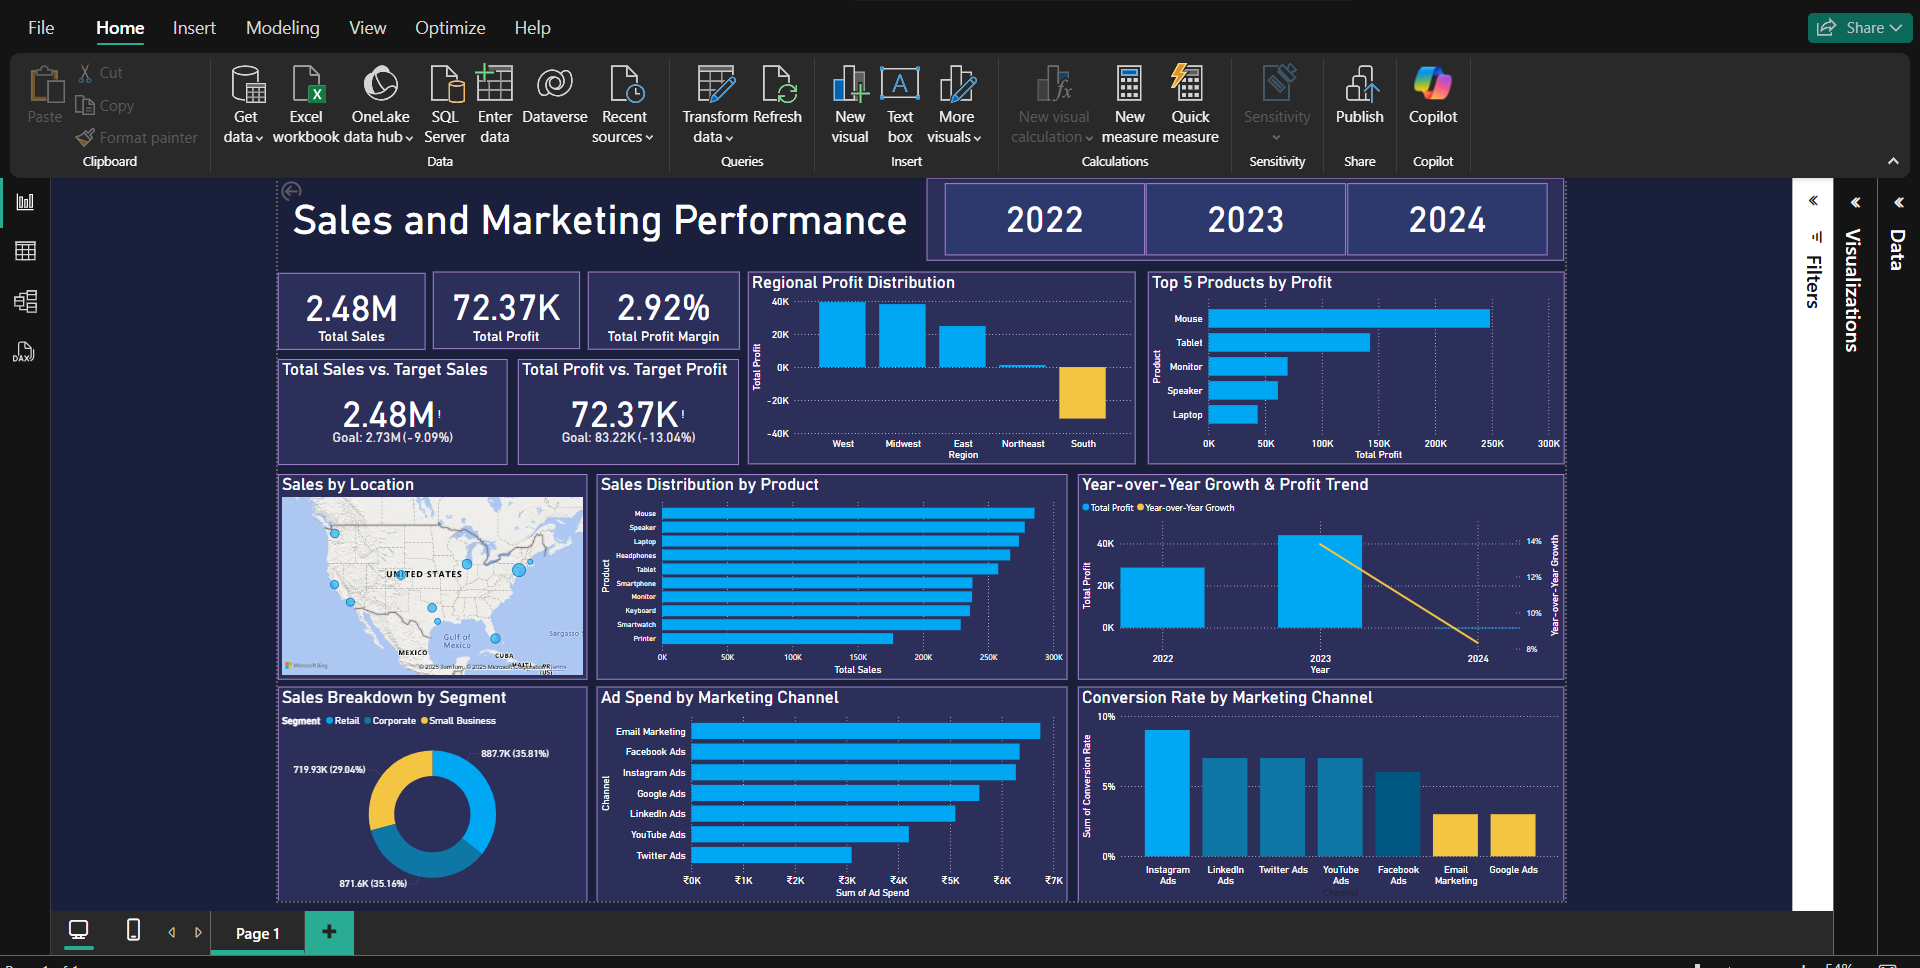 File Home Insert Modeling View Optimize Help Share
Paste
Cut
Copy
Format painter
Clipboard
Get data
Excel workbook
OneLake data hub
SQL Server
Enter data
Dataverse
Recent sources
Data
Transform data
Refresh
Queries
New visual
Text box
More visuals
Insert
New visual calculation
New measure
Quick measure
Calculations
Sensitivity
Sensitivity
Publish
Share
Copilot
Copilot
DAX
Sales and Marketing Performance
2022 2023 2024
2.48M
Total Sales
72.37K
Total Profit
2.92%
Total Profit Margin
Total Sales vs. Target Sales
2.48M!
Goal: 2.73M (-9.09%)
Total Profit vs. Target Profit
72.37K!
Goal: 83.22K (-13.04%)
Regional Profit Distribution
Total Profit
40K
20K
0K
-20K
-40K
West Midwest East Northeast South
Region
Top 5 Products by Profit
Product
Mouse
Tablet
Monitor
Speaker
Laptop
0K 50K 100K 150K 200K 250K 300K
Total Profit
Sales by Location
UNITED STATES
MEXICO
Gulf of Mexico
CUBA
Sargasso
Microsoft Bing
© 2025 TomTom, © 2025 Microsoft Corporation Terms
Sales Distribution by Product
Product
Mouse
Speaker
Laptop
Headphones
Tablet
Smartphone
Monitor
Keyboard
Smartwatch
Printer
0K 50K 100K 150K 200K 250K 300K
Total Sales
Year-over-Year Growth & Profit Trend
Total Profit Year-over-Year Growth
Total Profit
40K
20K
0K
14%
12%
10%
8%
Year-over-Year Growth
2022 2023 2024
Year
Sales Breakdown by Segment
Segment Retail Corporate Small Business
887.7K (35.81%)
719.93K (29.04%)
871.6K (35.16%)
Ad Spend by Marketing Channel
Channel
Email Marketing
Facebook Ads
Instagram Ads
Google Ads
LinkedIn Ads
YouTube Ads
Twitter Ads
₹0K ₹1K ₹2K ₹3K ₹4K ₹5K ₹6K ₹7K
Sum of Ad Spend
Conversion Rate by Marketing Channel
Sum of Conversion Rate
10%
5%
0%
Instagram Ads
LinkedIn Ads
Twitter Ads
YouTube Ads
Facebook Ads
Email Marketing
Google Ads
Channel
Filters
Visualizations
Data
Page 1